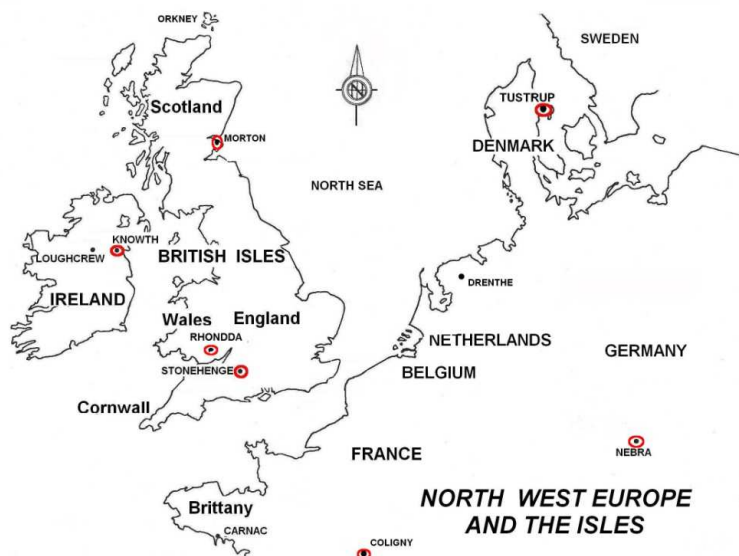 ORKNEY
SWEDEN
Scotland
N
TUSTRUP
MORTON
DENMARK
NORTH SEA
KNOWTH
LOUGHCREW
BRITISH ISLES
DRENTHE
IRELAND
Wales
England
RHONDDA
NETHERLANDS
GERMANY
STONEHENGE
BELGIUM
Cornwall
FRANCE
NEBRA
Brittany
NORTH WEST EUROPE
AND THE ISLES
CARNAC
COLIGNY